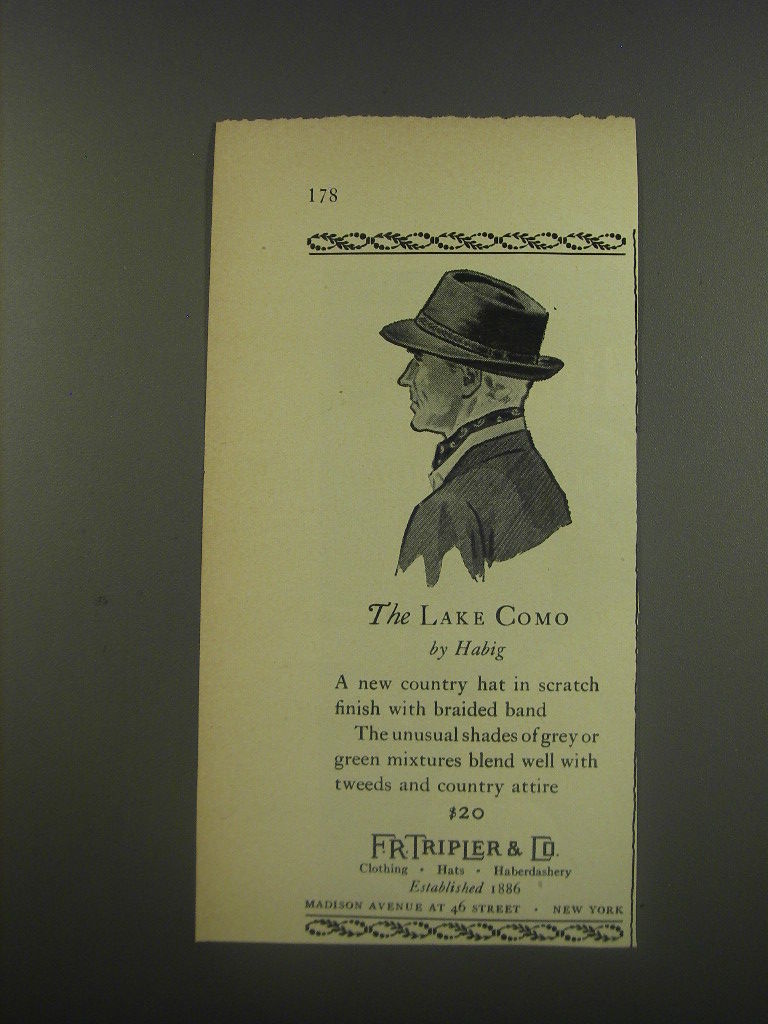 178
The LAKE COMO
by Habig
A new country hat in scratch
finish with braided band
The unusual shades of grey or
green mixtures blend well with
tweeds and country attire
$20
F.R. TRIPLER & CO.
Clothing • Hats • Haberdashery
Established 1886
MADISON AVENUE AT 46 STREET • NEW YORK